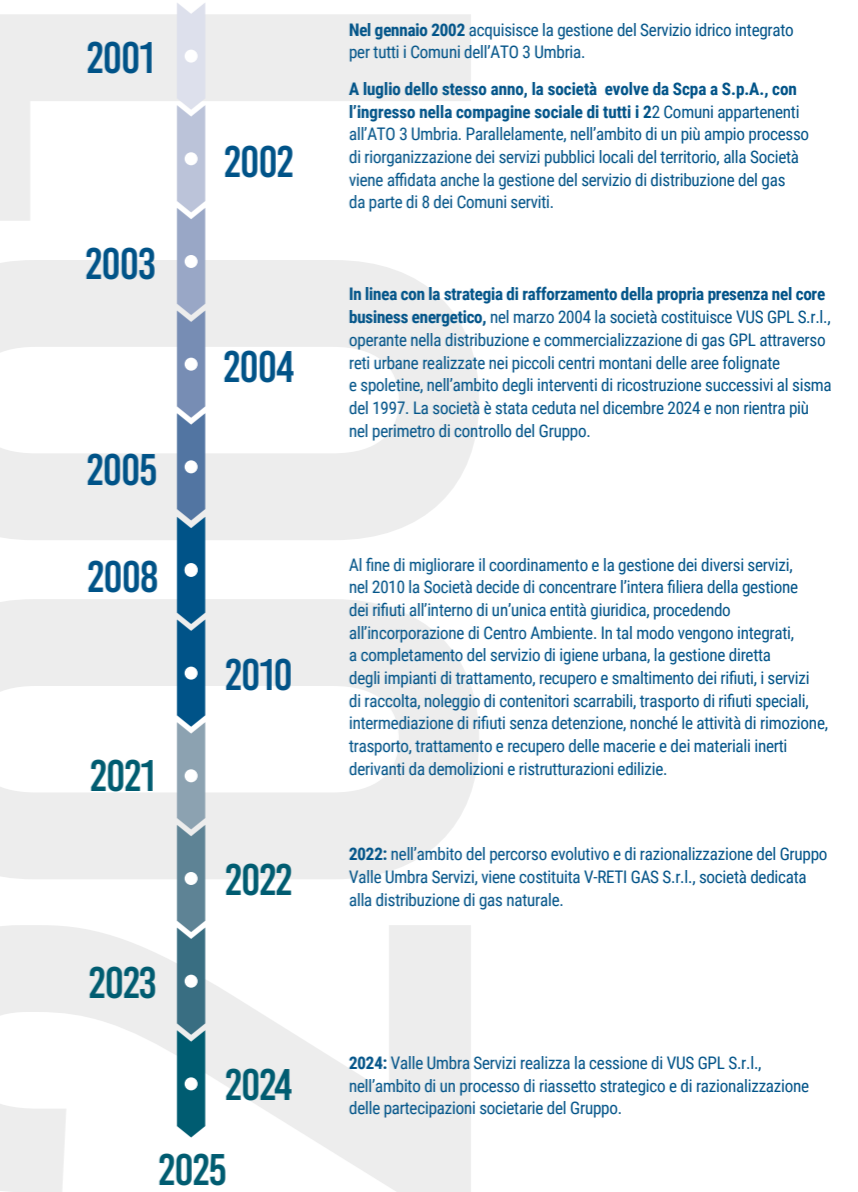 2001
Nel gennaio 2002 acquisisce la gestione del Servizio idrico integrato
per tutti i Comuni dell'ATO 3 Umbria.
A luglio dello stesso anno, la società evolve da Scpa a S.p.A., con
l'ingresso nella compagine sociale di tutti i 22 Comuni appartenenti
all'ATO 3 Umbria. Parallelamente, nell'ambito di un più ampio processo
di riorganizzazione dei servizi pubblici locali del territorio, alla Società
viene affidata anche la gestione del servizio di distribuzione del gas
da parte di 8 dei Comuni serviti.
2002
2003
In linea con la strategia di rafforzamento della propria presenza nel core
business energetico, nel marzo 2004 la società costituisce VUS GPL S.r.l.,
operante nella distribuzione e commercializzazione di gas GPL attraverso
reti urbane realizzate nei piccoli centri montani delle aree folignate
e spoletine, nell'ambito degli interventi di ricostruzione successivi al sisma
del 1997. La società è stata ceduta nel dicembre 2024 e non rientra più
nel perimetro di controllo del Gruppo.
2004
2005
2008
Al fine di migliorare il coordinamento e la gestione dei diversi servizi,
nel 2010 la Società decide di concentrare l'intera filiera della gestione
dei rifiuti all'interno di un'unica entità giuridica, procedendo
all'incorporazione di Centro Ambiente. In tal modo vengono integrati,
a completamento del servizio di igiene urbana, la gestione diretta
degli impianti di trattamento, recupero e smaltimento dei rifiuti, i servizi
di raccolta, noleggio di contenitori scarrabili, trasporto di rifiuti speciali,
intermediazione di rifiuti senza detenzione, nonché le attività di rimozione,
trasporto, trattamento e recupero delle macerie e dei materiali inerti
derivanti da demolizioni e ristrutturazioni edilizie.
2010
2021
2022: nell'ambito del percorso evolutivo e di razionalizzazione del Gruppo
Valle Umbra Servizi, viene costituita V-RETI GAS S.r.l., società dedicata
alla distribuzione di gas naturale.
2022
2023
2024: Valle Umbra Servizi realizza la cessione di VUS GPL S.r.l.,
nell'ambito di un processo di riassetto strategico e di razionalizzazione
delle partecipazioni societarie del Gruppo.
2024
2025